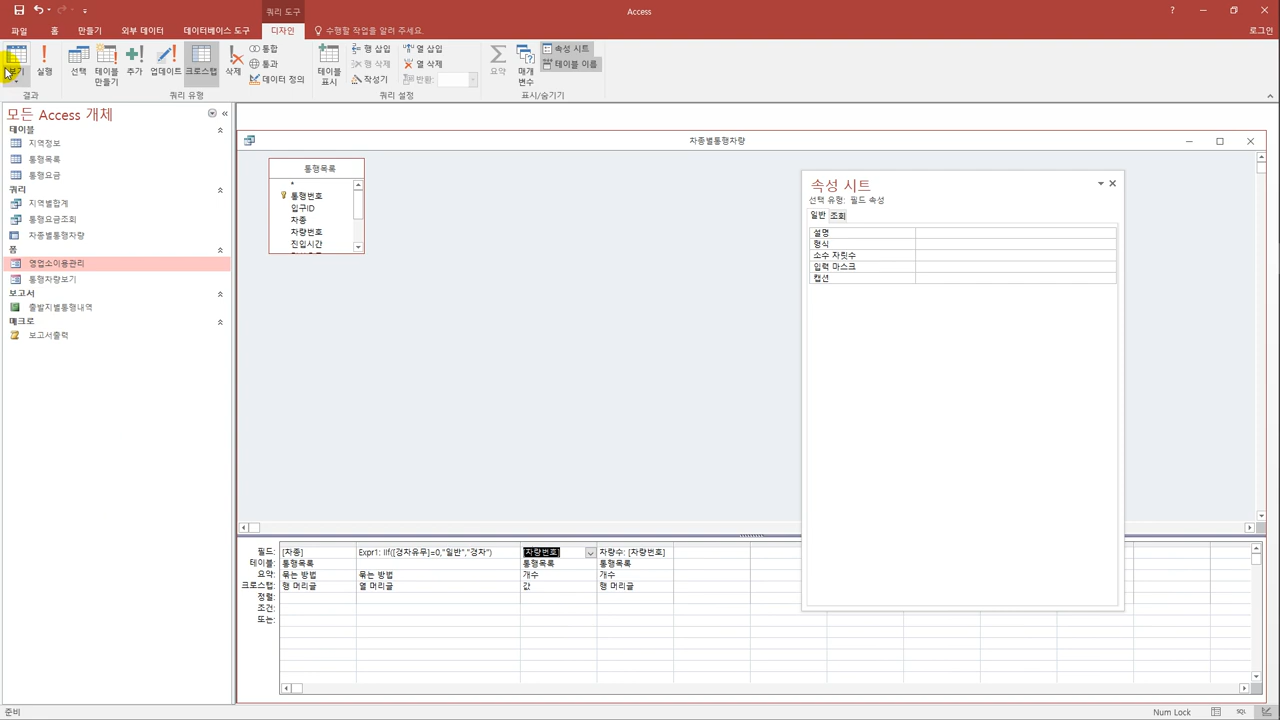 쿼리 도구
Access
파일 홈 만들기 외부 데이터 데이터베이스 도구 디자인 수행할 작업을 알려 주세요.
로그인
보기
실행
선택
테이블
만들기
추가
업데이트
크로스탭
삭제
통합
통과
데이터 정의
테이블
표시
행 삽입
행 삭제
작성기
열 삽입
열 삭제
반환:
요약
매개
변수
속성 시트
테이블 이름
결과
쿼리 유형
쿼리 설정
표시/숨기기
모든 Access 개체
테이블
지역정보
통행목록
통행요금
쿼리
지역별합계
통행요금조회
차종별통행차량
폼
영업소이용관리
통행차량보기
보고서
출발지별통행내역
매크로
보고서출력
차종별통행차량
통행목록
*
통행번호
입구ID
차종
차량번호
진입시간
속성 시트
선택 유형: 필드 속성
일반 조회
설명
형식
소수 자릿수
입력 마스크
캡션
필드: [차종] Expr1: IIf([경차유무]=0,"일반","경차") [차량번호] 차량수: [차량번호]
테이블: 통행목록 통행목록 통행목록
요약: 묶는 방법 묶는 방법 개수 개수
크로스탭: 행 머리글 열 머리글 값 행 머리글
정렬:
조건:
또는:
준비
Num Lock
SQL